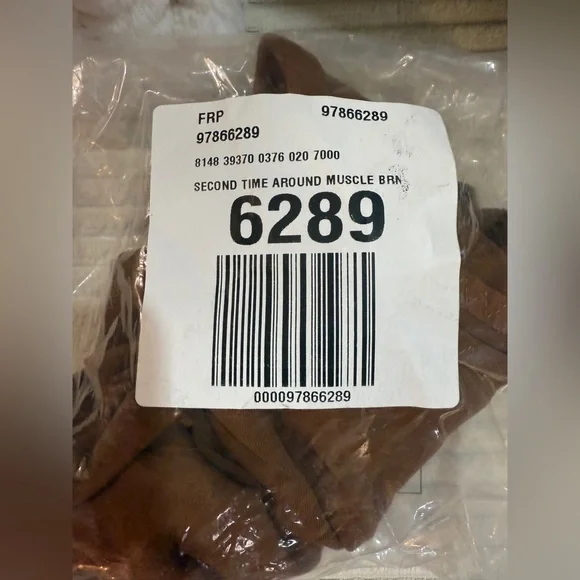 FRP 97866289
97866289
8148 39370 0376 020 7000
SECOND TIME AROUND MUSCLE BRN
6289
000097866289